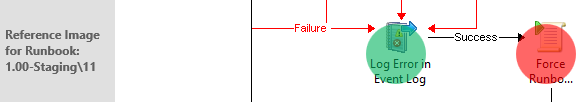 Reference Image
for Runbook:
1.00-Staging\11
Failure
Log Error in
Event Log
Success
Force
Runbo...